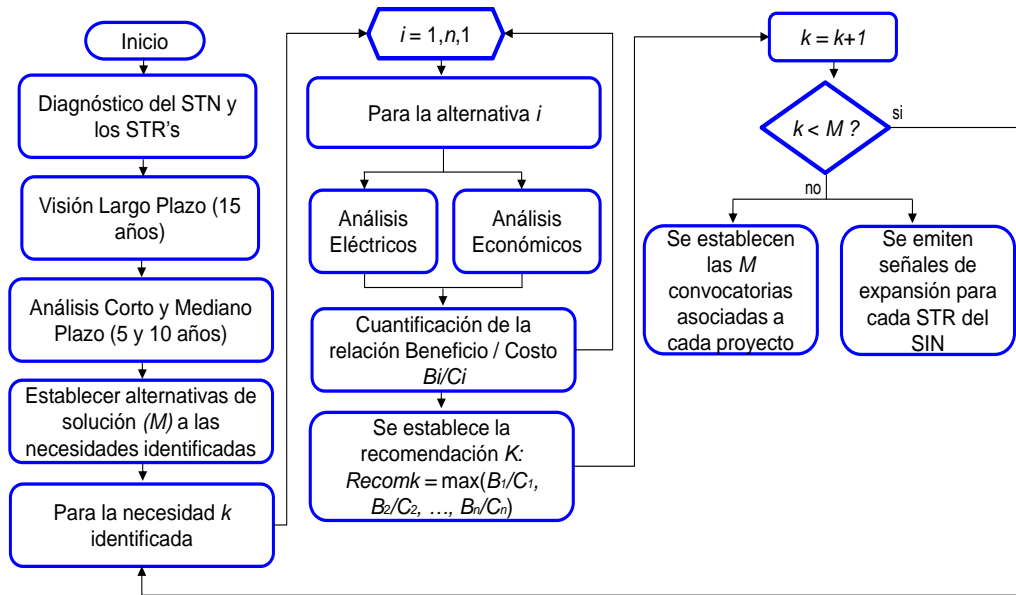 Inicio
Diagnóstico del STN y
los STR's
Visión Largo Plazo (15
años)
Análisis Corto y Mediano
Plazo (5 y 10 años)
Establecer alternativas de
solución (M) a las
necesidades identificadas
Para la necesidad k
identificada
i = 1,n,1
Para la alternativa i
Análisis
Eléctricos
Análisis
Económicos
Cuantificación de la
relación Beneficio / Costo
Bi/Ci
Se establece la
recomendación K:
Recomk = max(B1/C1,
B2/C2, …, Bn/Cn)
k = k+1
k < M ?
si
no
Se establecen
las M
convocatorias
asociadas a
cada proyecto
Se emiten
señales de
expansión para
cada STR del
SIN